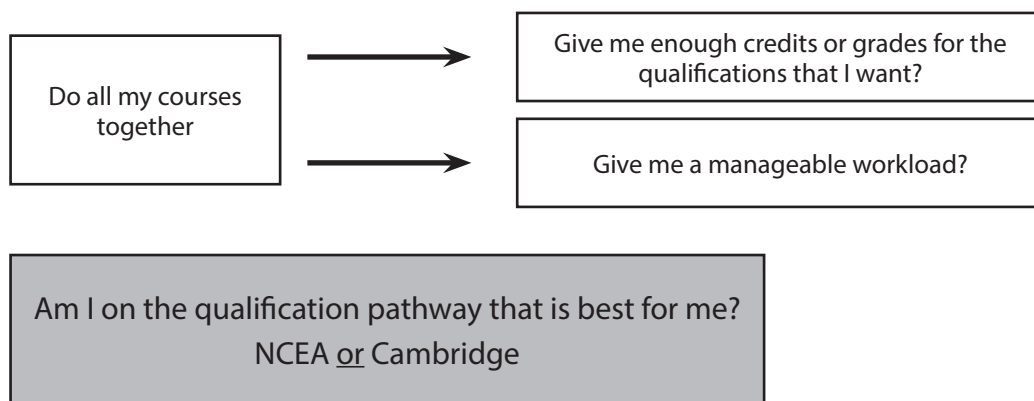 Do all my courses
together
Give me enough credits or grades for the
qualifications that I want?
Give me a manageable workload?
Am I on the qualification pathway that is best for me?
NCEA or Cambridge